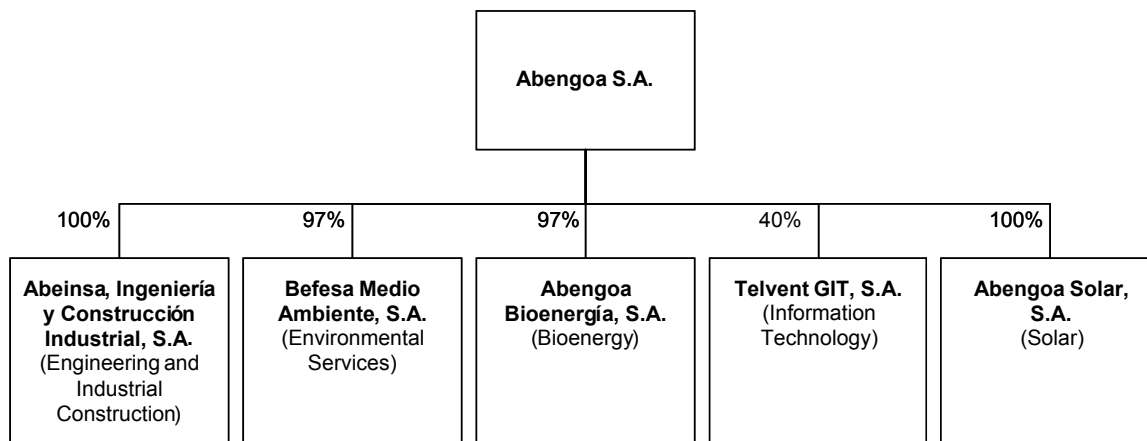 Abengoa S.A.
100%
97%
97%
40%
100%
Abeinsa, Ingeniería
y Construcción
Industrial, S.A.
(Engineering and
Industrial
Construction)
Befesa Medio
Ambiente, S.A.
(Environmental
Services)
Abengoa
Bioenergía, S.A.
(Bioenergy)
Telvent GIT, S.A.
(Information
Technology)
Abengoa Solar,
S.A.
(Solar)